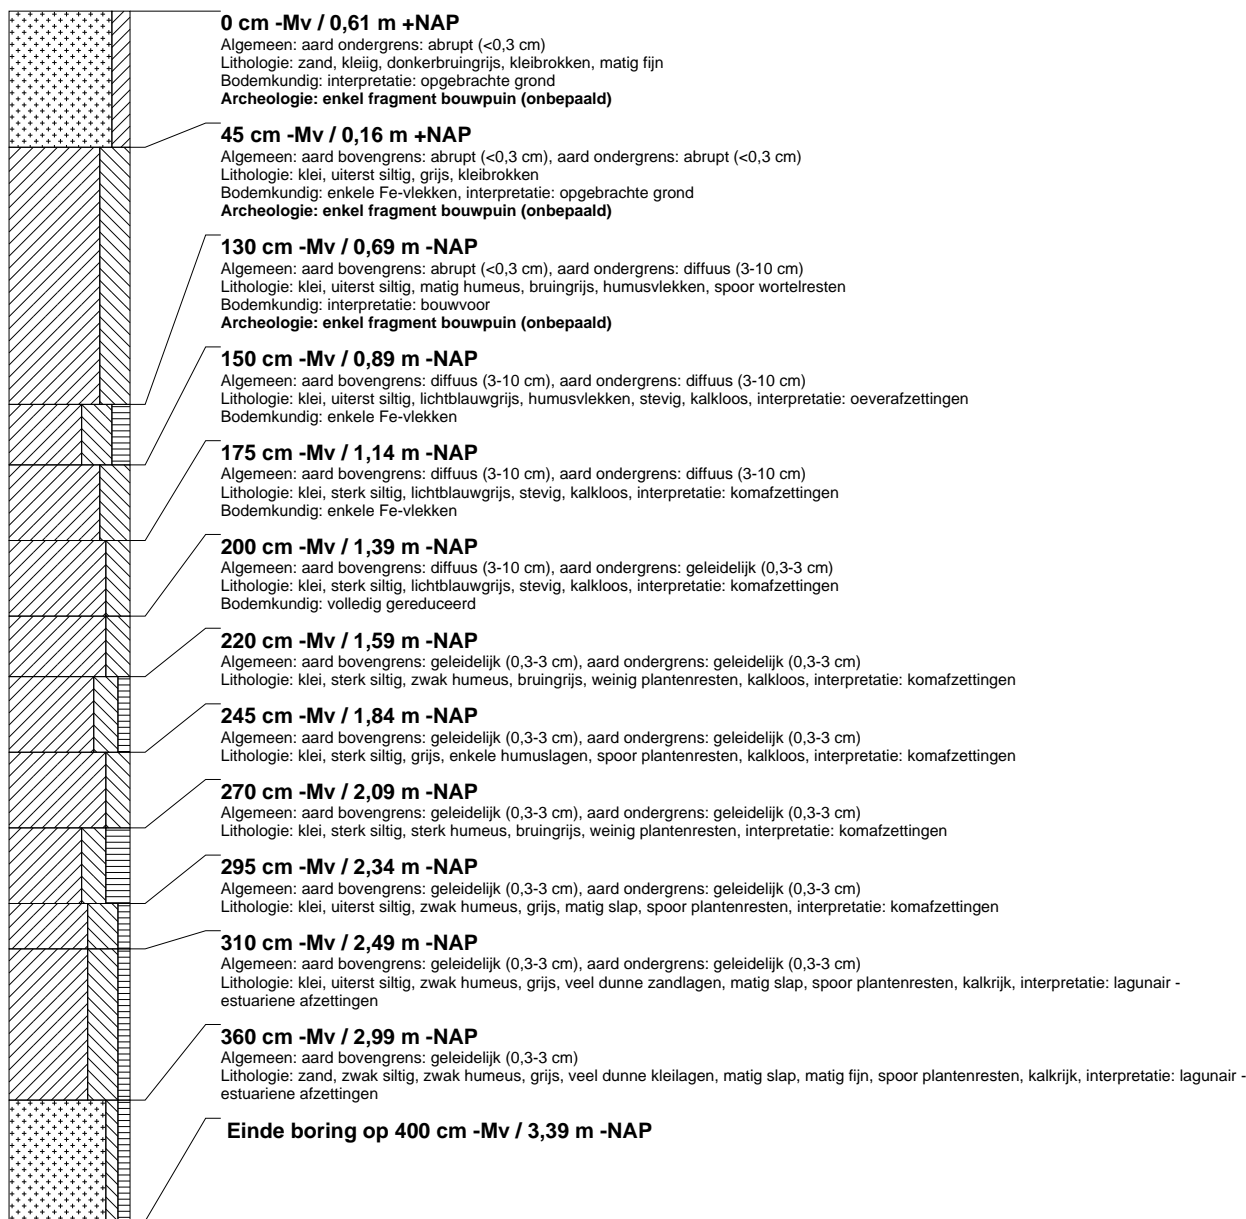 0 cm -Mv / 0,61 m +NAP
Algemeen: aard ondergrens: abrupt (<0,3 cm)
Lithologie: zand, kleiig, donkerbruingrijs, kleibrokken, matig fijn
Bodemkundig: interpretatie: opgebrachte grond
Archeologie: enkel fragment bouwpuin (onbepaald)
45 cm -Mv / 0,16 m +NAP
Algemeen: aard bovengrens: abrupt (<0,3 cm), aard ondergrens: abrupt (<0,3 cm)
Lithologie: klei, uiterst siltig, grijs, kleibrokken
Bodemkundig: enkele Fe-vlekken, interpretatie: opgebrachte grond
Archeologie: enkel fragment bouwpuin (onbepaald)
130 cm -Mv / 0,69 m -NAP
Algemeen: aard bovengrens: abrupt (<0,3 cm), aard ondergrens: diffuus (3-10 cm)
Lithologie: klei, uiterst siltig, matig humeus, bruingrijs, humusvlekken, spoor wortelresten
Bodemkundig: interpretatie: bouwvoor
Archeologie: enkel fragment bouwpuin (onbepaald)
150 cm -Mv / 0,89 m -NAP
Algemeen: aard bovengrens: diffuus (3-10 cm), aard ondergrens: diffuus (3-10 cm)
Lithologie: klei, uiterst siltig, lichtblauwgrijs, humusvlekken, stevig, kalkloos, interpretatie: oeverafzettingen
Bodemkundig: enkele Fe-vlekken
175 cm -Mv / 1,14 m -NAP
Algemeen: aard bovengrens: diffuus (3-10 cm), aard ondergrens: diffuus (3-10 cm)
Lithologie: klei, sterk siltig, lichtblauwgrijs, stevig, kalkloos, interpretatie: komafzettingen
Bodemkundig: enkele Fe-vlekken
200 cm -Mv / 1,39 m -NAP
Algemeen: aard bovengrens: diffuus (3-10 cm), aard ondergrens: geleidelijk (0,3-3 cm)
Lithologie: klei, sterk siltig, lichtblauwgrijs, stevig, kalkloos, interpretatie: komafzettingen
Bodemkundig: volledig gereduceerd
220 cm -Mv / 1,59 m -NAP
Algemeen: aard bovengrens: geleidelijk (0,3-3 cm), aard ondergrens: geleidelijk (0,3-3 cm)
Lithologie: klei, sterk siltig, zwak humeus, bruingrijs, weinig plantenresten, kalkloos, interpretatie: komafzettingen
245 cm -Mv / 1,84 m -NAP
Algemeen: aard bovengrens: geleidelijk (0,3-3 cm), aard ondergrens: geleidelijk (0,3-3 cm)
Lithologie: klei, sterk siltig, grijs, enkele humuslagen, spoor plantenresten, kalkloos, interpretatie: komafzettingen
270 cm -Mv / 2,09 m -NAP
Algemeen: aard bovengrens: geleidelijk (0,3-3 cm), aard ondergrens: geleidelijk (0,3-3 cm)
Lithologie: klei, sterk siltig, sterk humeus, bruingrijs, weinig plantenresten, interpretatie: komafzettingen
295 cm -Mv / 2,34 m -NAP
Algemeen: aard bovengrens: geleidelijk (0,3-3 cm), aard ondergrens: geleidelijk (0,3-3 cm)
Lithologie: klei, uiterst siltig, zwak humeus, grijs, matig slap, spoor plantenresten, interpretatie: komafzettingen
310 cm -Mv / 2,49 m -NAP
Algemeen: aard bovengrens: geleidelijk (0,3-3 cm), aard ondergrens: geleidelijk (0,3-3 cm)
Lithologie: klei, uiterst siltig, zwak humeus, grijs, veel dunne zandlagen, matig slap, spoor plantenresten, kalkrijk, interpretatie: lagunair -
estuariene afzettingen
360 cm -Mv / 2,99 m -NAP
Algemeen: aard bovengrens: geleidelijk (0,3-3 cm)
Lithologie: zand, zwak siltig, zwak humeus, grijs, veel dunne kleilagen, matig slap, matig fijn, spoor plantenresten, kalkrijk, interpretatie: lagunair -
estuariene afzettingen
Einde boring op 400 cm -Mv / 3,39 m -NAP